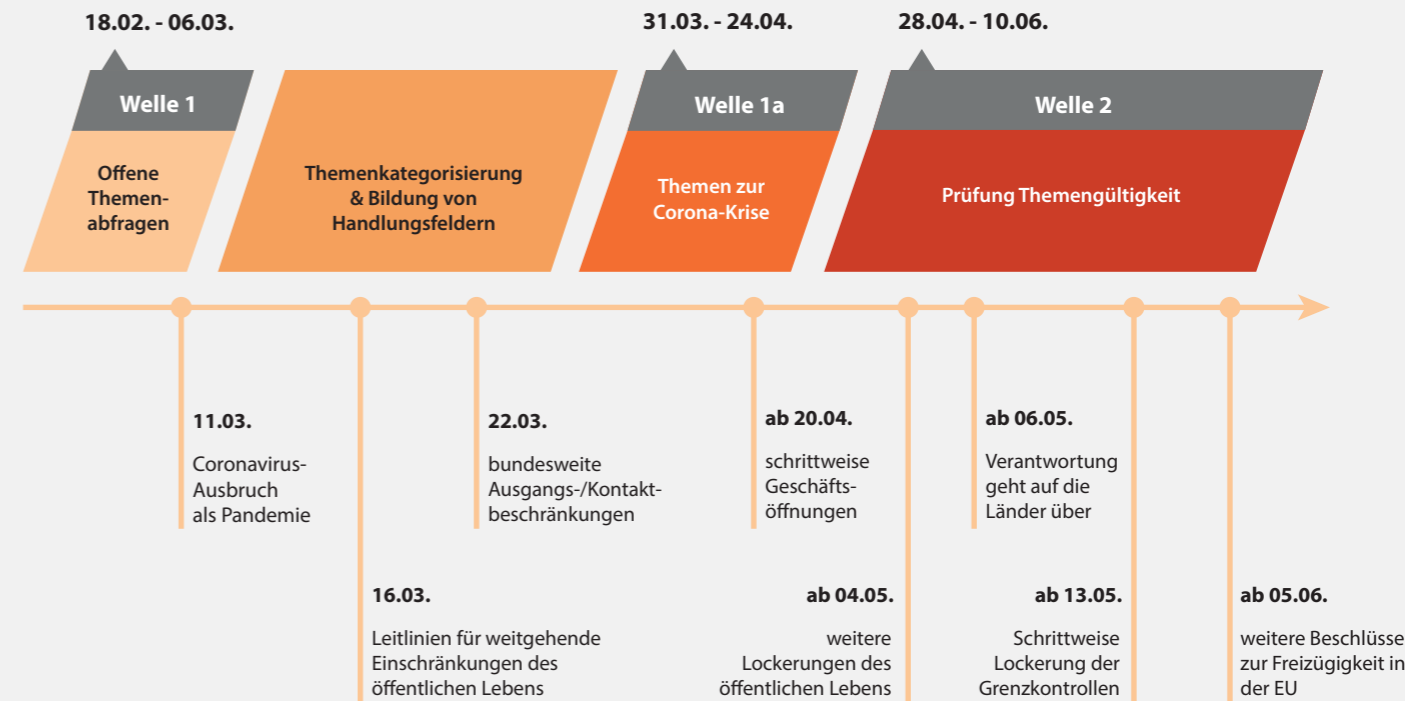 18.02. - 06.03.
31.03. - 24.04.
28.04. - 10.06.
Welle 1
Offene
Themen-
abfragen
Themenkategorisierung
& Bildung von
Handlungsfeldern
Welle 1a
Themen zur
Corona-Krise
Welle 2
Prüfung Themengültigkeit
11.03.
Coronavirus-
Ausbruch
als Pandemie
22.03.
bundesweite
Ausgangs-/Kontakt-
beschränkungen
ab 20.04.
schrittweise
Geschäfts-
öffnungen
ab 06.05.
Verantwortung
geht auf die
Länder über
16.03.
Leitlinien für weitgehende
Einschränkungen des
öffentlichen Lebens
ab 04.05.
weitere
Lockerungen des
öffentlichen Lebens
ab 13.05.
Schrittweise
Lockerung der
Grenzkontrollen
ab 05.06.
weitere Beschlüsse
zur Freizügigkeit in
der EU